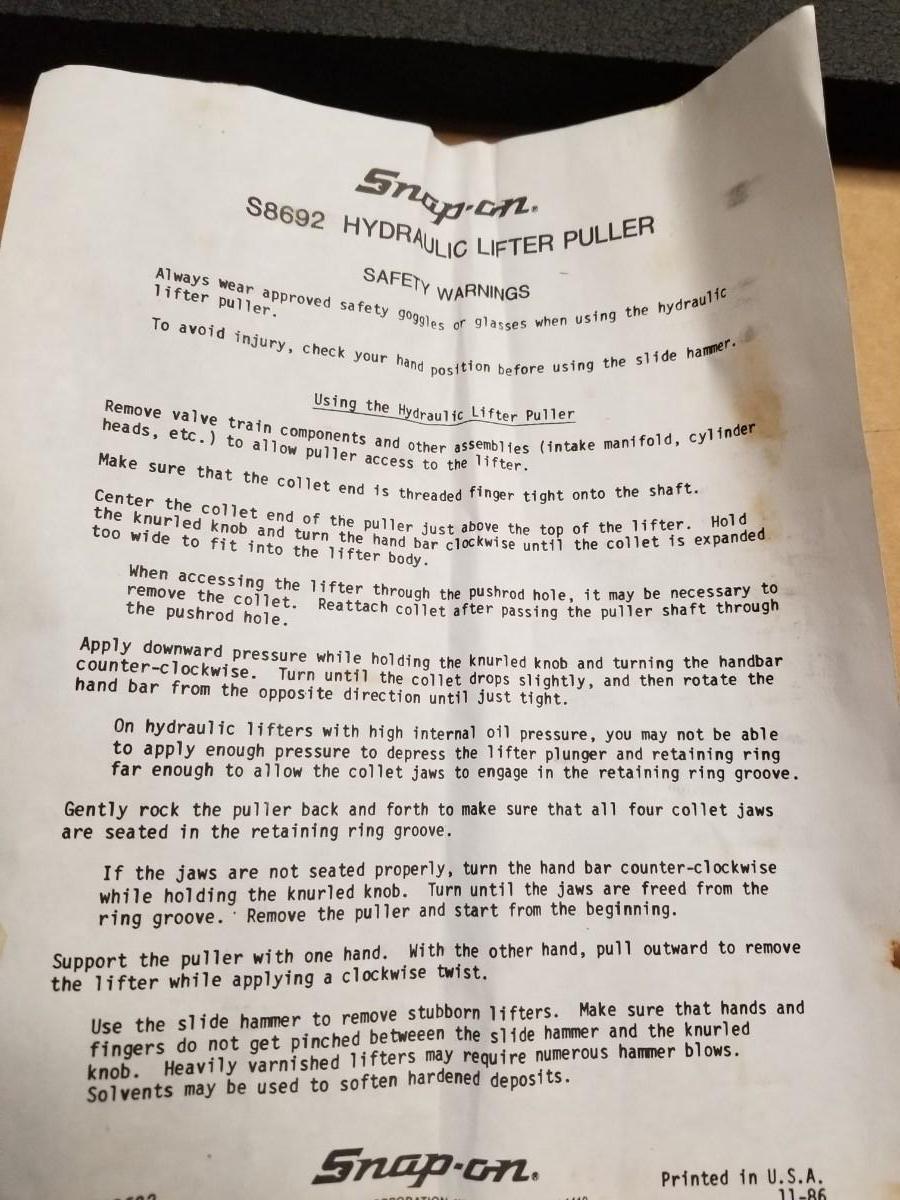 Snap-on®
S8692 HYDRAULIC LIFTER PULLER
SAFETY WARNINGS
Always wear approved safety goggles or glasses when using the hydraulic
lifter puller.
To avoid injury, check your hand position before using the slide hammer.
Using the Hydraulic Lifter Puller
Remove valve train components and other assemblies (intake manifold, cylinder
heads, etc.) to allow puller access to the lifter.
Make sure that the collet end is threaded finger tight onto the shaft.
Center the collet end of the puller just above the top of the lifter. Hold
the knurled knob and turn the hand bar clockwise until the collet is expanded
too wide to fit into the lifter body.
When accessing the lifter through the pushrod hole, it may be necessary to
remove the collet. Reattach collet after passing the puller shaft through
the pushrod hole.
Apply downward pressure while holding the knurled knob and turning the handbar
counter-clockwise. Turn until the collet drops slightly, and then rotate the
hand bar from the opposite direction until just tight.
On hydraulic lifters with high internal oil pressure, you may not be able
to apply enough pressure to depress the lifter plunger and retaining ring
far enough to allow the collet jaws to engage in the retaining ring groove.
Gently rock the puller back and forth to make sure that all four collet jaws
are seated in the retaining ring groove.
If the jaws are not seated properly, turn the hand bar counter-clockwise
while holding the knurled knob. Turn until the jaws are freed from the
ring groove. Remove the puller and start from the beginning.
Support the puller with one hand. With the other hand, pull outward to remove
the lifter while applying a clockwise twist.
Use the slide hammer to remove stubborn lifters. Make sure that hands and
fingers do not get pinched betweeen the slide hammer and the knurled
knob. Heavily varnished lifters may require numerous hammer blows.
Solvents may be used to soften hardened deposits.
Snap-on®
Printed in U.S.A.
11-86